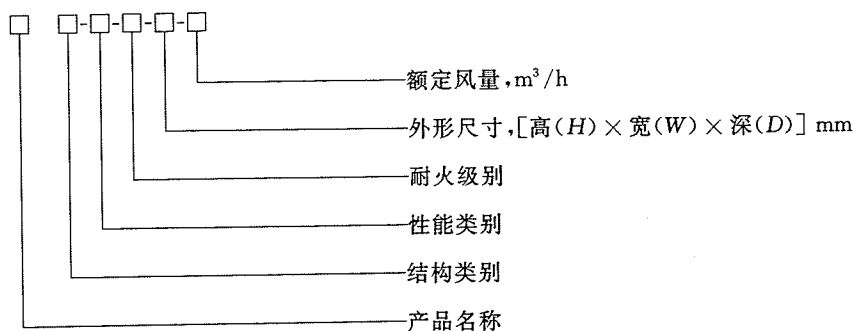 □ □-□-□-□-□
额定风量,m³/h
外形尺寸,[高(H)×宽(W)×深(D)] mm
耐火级别
性能类别
结构类别
产品名称